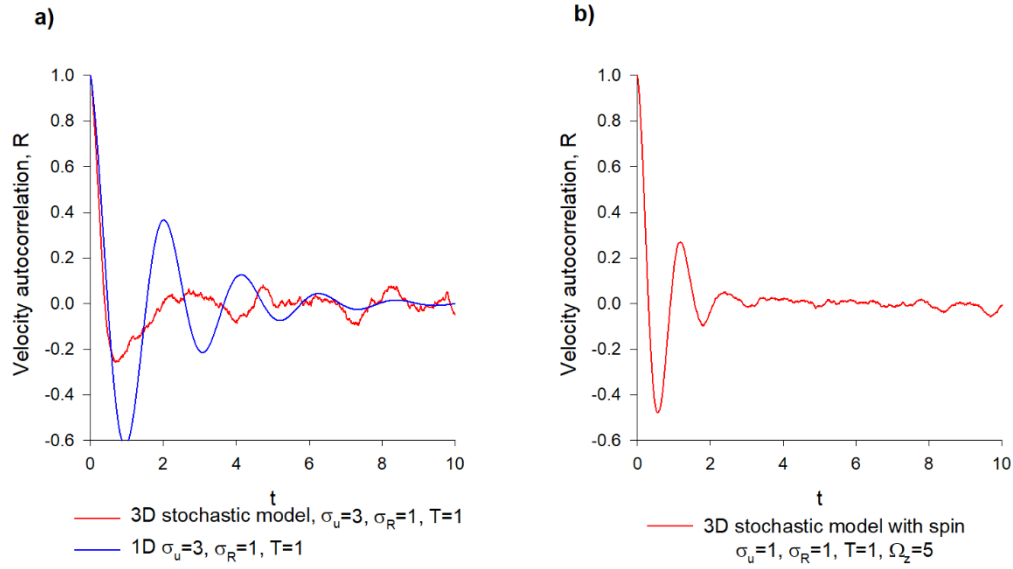 a)
Velocity autocorrelation, R
1.0
0.8
0.6
0.4
0.2
0.0
-0.2
-0.4
-0.6
0 2 4 6 8 10
t
3D stochastic model, σu=3, σR=1, T=1
1D σu=3, σR=1, T=1
b)
Velocity autocorrelation, R
1.0
0.8
0.6
0.4
0.2
0.0
-0.2
-0.4
-0.6
0 2 4 6 8 10
t
3D stochastic model with spin
σu=1, σR=1, T=1, Ωz=5